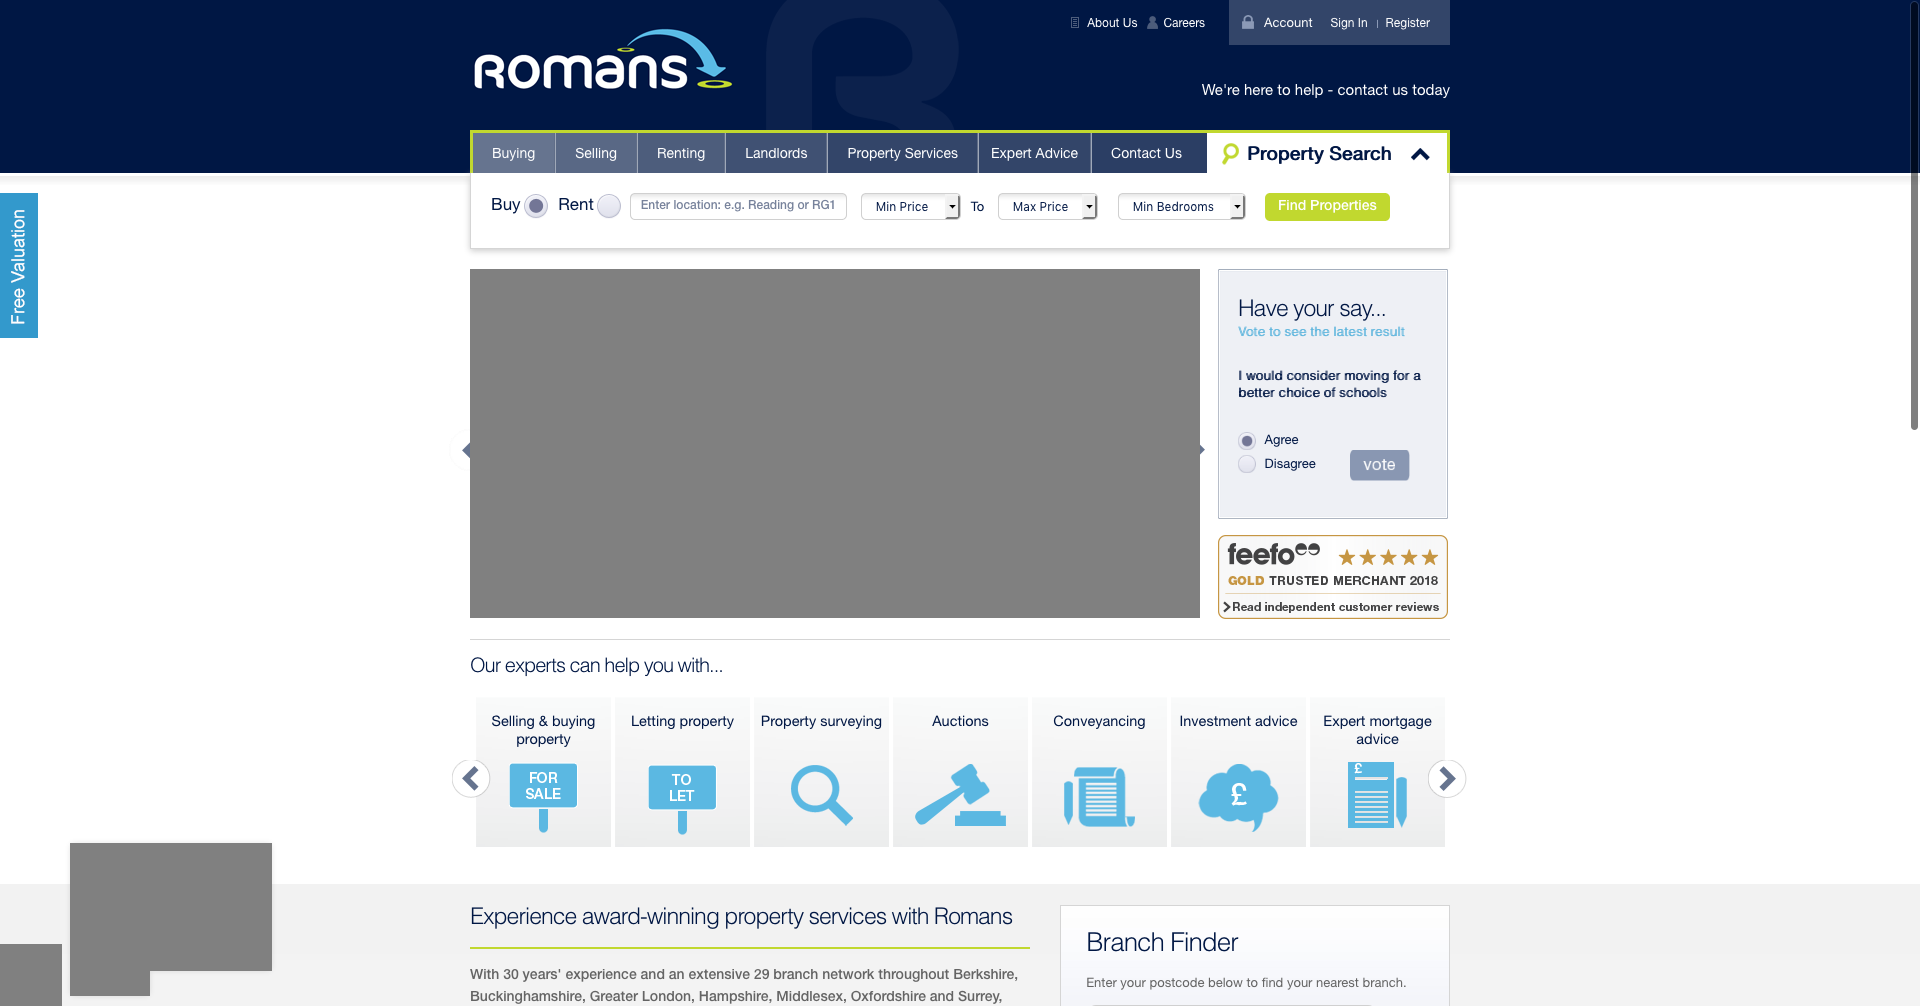 About Us
Careers
Account
Sign In
Register
Romans
We're here to help - contact us today
Buying
Selling
Renting
Landlords
Property Services
Expert Advice
Contact Us
Property Search
Buy
Rent
Enter location: e.g. Reading or RG1
Min Price
To
Max Price
Min Bedrooms
Find Properties
Free Valuation
Have your say...
Vote to see the latest result
I would consider moving for a
better choice of schools
Agree
Disagree
vote
feefo
GOLD TRUSTED MERCHANT 2018
Read independent customer reviews
Our experts can help you with...
Selling & buying
property
FOR
SALE
Letting property
TO
LET
Property surveying
Auctions
Conveyancing
Investment advice
£
Expert mortgage
advice
£
Experience award-winning property services with Romans
With 30 years' experience and an extensive 29 branch network throughout Berkshire,
Buckinghamshire, Greater London, Hampshire, Middlesex, Oxfordshire and Surrey,
Branch Finder
Enter your postcode below to find your nearest branch.